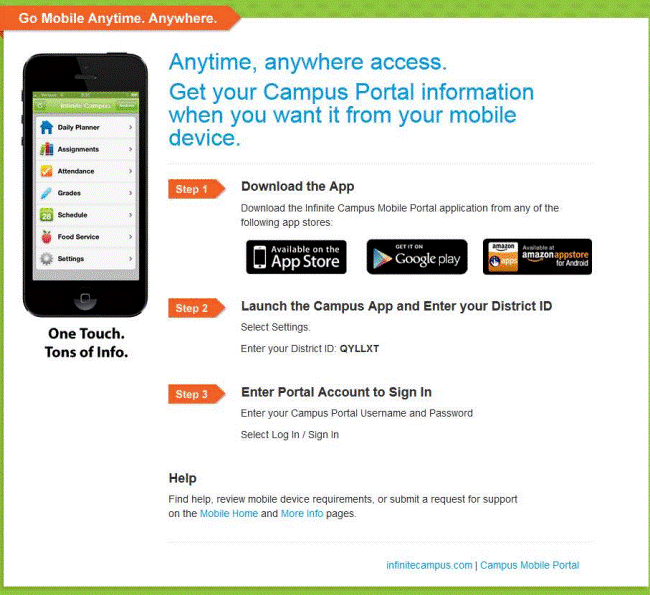 Go Mobile Anytime. Anywhere.
Anytime, anywhere access.
Get your Campus Portal information
when you want it from your mobile
device.
Infinite Campus
Daily Planner
Assignments
Attendance
Grades
28
Schedule
Food Service
Settings
One Touch.
Tons of Info.
Step 1
Download the App
Download the Infinite Campus Mobile Portal application from any of the
following app stores:
Available on the
App Store
GET IT ON
Google play
amazon
apps
Available at
amazonappstore
for Android
Step 2
Launch the Campus App and Enter your District ID
Select Settings.
Enter your District ID: QYLLXT
Step 3
Enter Portal Account to Sign In
Enter your Campus Portal Username and Password
Select Log In / Sign In
Help
Find help, review mobile device requirements, or submit a request for support
on the Mobile Home and More Info pages.
infinitecampus.com | Campus Mobile Portal